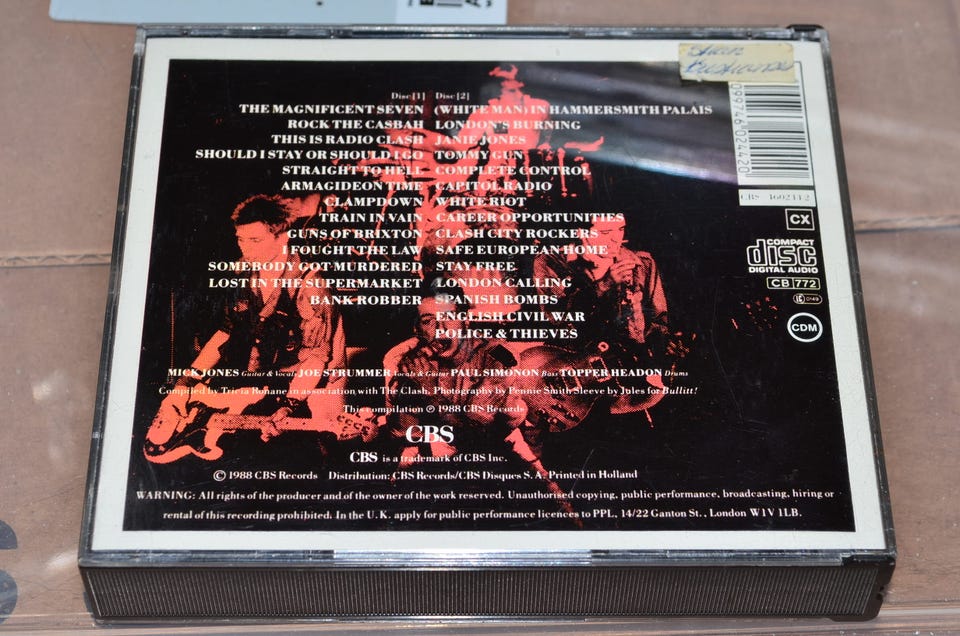 Disc[1] Disc[2]
THE MAGNIFICENT SEVEN (WHITE MAN) IN HAMMERSMITH PALAIS
ROCK THE CASBAH LONDON'S BURNING
THIS IS RADIO CLASH JANIE JONES
SHOULD I STAY OR SHOULD I GO TOMMY GUN
STRAIGHT TO HELL COMPLETE CONTROL
ARMAGIDEON TIME CAPITOL RADIO
CLAMPDOWN WHITE RIOT
TRAIN IN VAIN CAREER OPPORTUNITIES
GUNS OF BRIXTON CLASH CITY ROCKERS
I FOUGHT THE LAW SAFE EUROPEAN HOME
SOMEBODY GOT MURDERED STAY FREE
LOST IN THE SUPERMARKET LONDON CALLING
BANK ROBBER SPANISH BOMBS
ENGLISH CIVIL WAR
POLICE & THIEVES
MICK JONES Guitar & Vocals, JOE STRUMMER Vocals & Guitar PAUL SIMONON Bass TOPPER HEADON Drums
Compiled by Tricia Ronane in association with The Clash. Photography by Pennie Smith Sleeve by Jules for Bullitt!
This compilation ℗ 1988 CBS Records
CBS
CBS is a trademark of CBS Inc.
© 1988 CBS Records Distribution: CBS Records/CBS Disques S.A. Printed in Holland
WARNING: All rights of the producer and of the owner of the work reserved. Unauthorised copying, public performance, broadcasting, hiring or
rental of this recording prohibited. In the U.K. apply for public performance licences to PPL, 14/22 Ganton St., London W1V 1LB.
099746024420
CBS 460244 2
CX
COMPACT
disc
DIGITAL AUDIO
CB 772
CDM